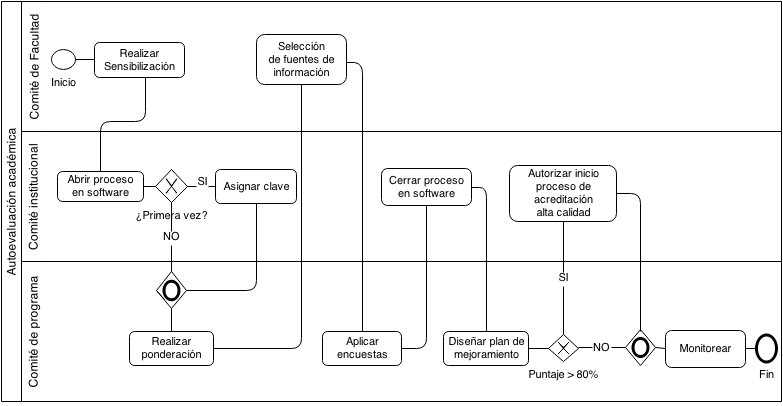 Autoevaluación académica
Comité de Facultad
Inicio
Realizar
Sensibilización
Selección
de fuentes de
información
Comité institucional
Abrir proceso
en software
¿Primera vez?
SI
NO
Asignar clave
Cerrar proceso
en software
Autorizar inicio
proceso de
acreditación
alta calidad
Comité de programa
Realizar
ponderación
Aplicar
encuestas
Diseñar plan de
mejoramiento
SI
NO
Puntaje > 80%
Monitorear
Fin